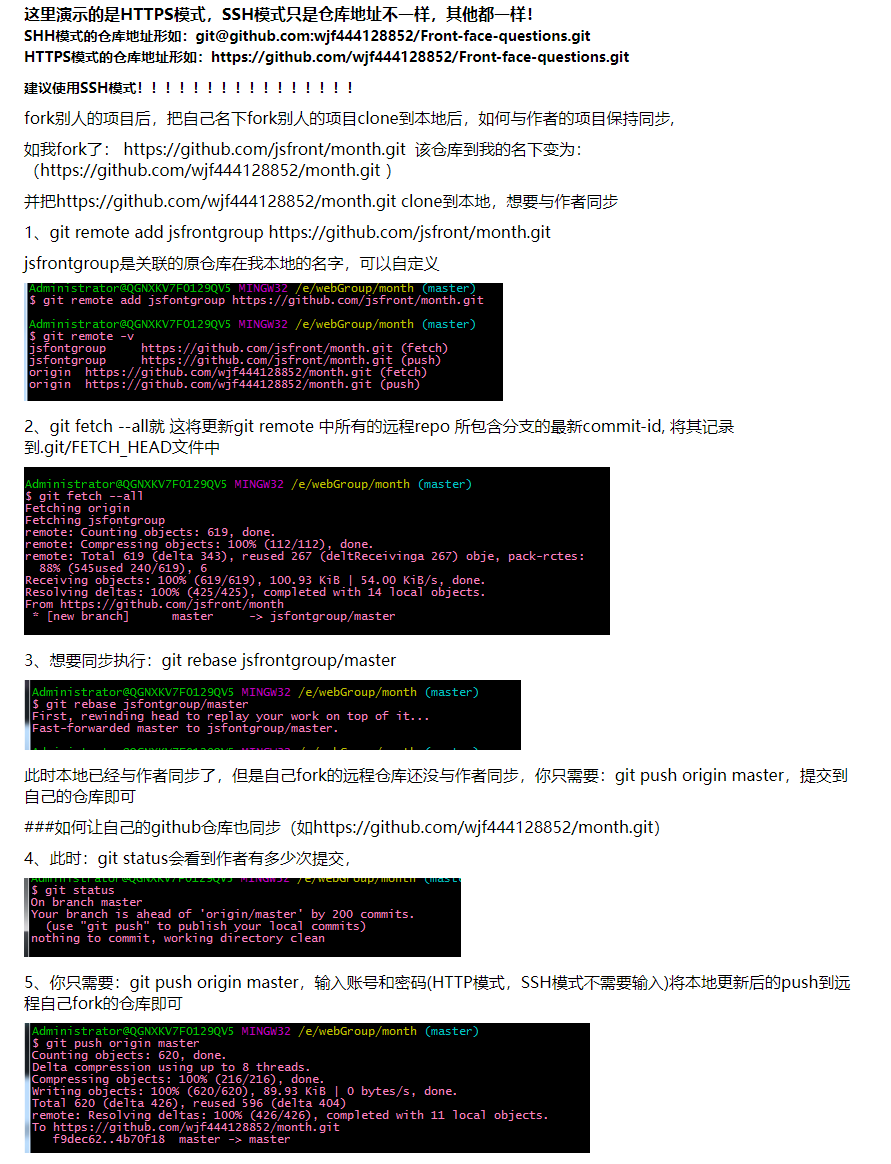 这里演示的是HTTPS模式，SSH模式只是仓库地址不一样，其他都一样！
SHH模式的仓库地址形如：git@github.com:wjf444128852/Front-face-questions.git
HTTPS模式的仓库地址形如：https://github.com/wjf444128852/Front-face-questions.git
建议使用SSH模式！！！！！！！！！！！！！！！！
fork别人的项目后，把自己名下fork别人的项目clone到本地后，如何与作者的项目保持同步,
如我fork了： https://github.com/jsfront/month.git 该仓库到我的名下变为：
（https://github.com/wjf444128852/month.git ）
并把https://github.com/wjf444128852/month.git clone到本地，想要与作者同步
1、git remote add jsfrontgroup https://github.com/jsfront/month.git
jsfrontgroup是关联的原仓库在我本地的名字，可以自定义
Administrator@QGNXKV7F0129QV5 MINGW32 /e/webGroup/month (master)
$ git remote add jsfontgroup https://github.com/jsfront/month.git
Administrator@QGNXKV7F0129QV5 MINGW32 /e/webGroup/month (master)
$ git remote -v
jsfontgroup https://github.com/jsfront/month.git (fetch)
jsfontgroup https://github.com/jsfront/month.git (push)
origin https://github.com/wjf444128852/month.git (fetch)
origin https://github.com/wjf444128852/month.git (push)
2、git fetch --all就 这将更新git remote 中所有的远程repo 所包含分支的最新commit-id, 将其记录
到.git/FETCH_HEAD文件中
Administrator@QGNXKV7F0129QV5 MINGW32 /e/webGroup/month (master)
$ git fetch --all
Fetching origin
Fetching jsfontgroup
remote: Counting objects: 619, done.
remote: Compressing objects: 100% (112/112), done.
remote: Total 619 (delta 343), reused 267 (deltReceivinga 267) obje, pack-rctes:
88% (545used 240/619), 6
Receiving objects: 100% (619/619), 100.93 KiB | 54.00 KiB/s, done.
Resolving deltas: 100% (425/425), completed with 14 local objects.
From https://github.com/jsfront/month
* [new branch] master -> jsfontgroup/master
3、想要同步执行：git rebase jsfrontgroup/master
Administrator@QGNXKV7F0129QV5 MINGW32 /e/webGroup/month (master)
$ git rebase jsfontgroup/master
First, rewinding head to replay your work on top of it...
Fast-forwarded master to jsfontgroup/master.
此时本地已经与作者同步了，但是自己fork的远程仓库还没与作者同步，你只需要：git push origin master，提交到
自己的仓库即可
###如何让自己的github仓库也同步（如https://github.com/wjf444128852/month.git）
4、此时：git status会看到作者有多少次提交,
Administrator@QGNXKV7F0129QV5 MINGW32 /e/webGroup/month (mast
$ git status
On branch master
Your branch is ahead of 'origin/master' by 200 commits.
(use "git push" to publish your local commits)
nothing to commit, working directory clean
5、你只需要：git push origin master，输入账号和密码(HTTP模式，SSH模式不需要输入)将本地更新后的push到远
程自己fork的仓库即可
Administrator@QGNXKV7F0129QV5 MINGW32 /e/webGroup/month (master)
$ git push origin master
Counting objects: 620, done.
Delta compression using up to 8 threads.
Compressing objects: 100% (216/216), done.
Writing objects: 100% (620/620), 89.93 KiB | 0 bytes/s, done.
Total 620 (delta 426), reused 596 (delta 404)
remote: Resolving deltas: 100% (426/426), completed with 11 local objects.
To https://github.com/wjf444128852/month.git
f9dec62..4b70f18 master -> master